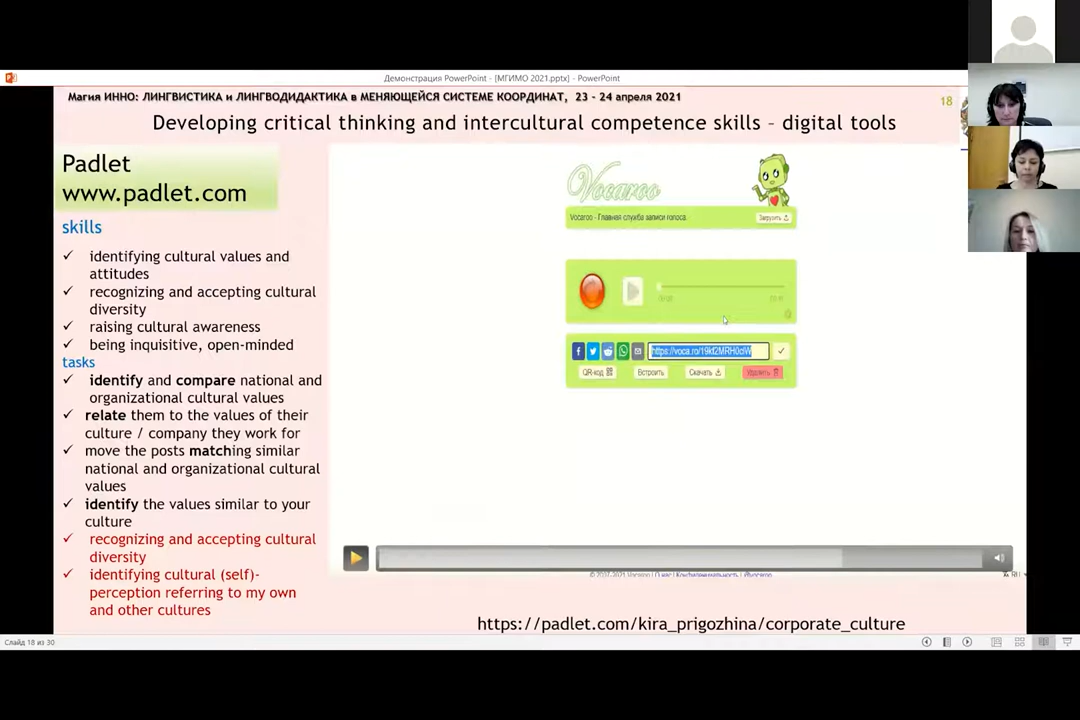 Демонстрация PowerPoint - [МГИМО 2021.pptx] - PowerPoint
Магия ИННО: ЛИНГВИСТИКА и ЛИНГВОДИДАКТИКА в МЕНЯЮЩЕЙСЯ СИСТЕМЕ КООРДИНАТ, 23 - 24 апреля 2021
18
Developing critical thinking and intercultural competence skills – digital tools
Padlet
www.padlet.com
skills
✓ identifying cultural values and
attitudes
✓ recognizing and accepting cultural
diversity
✓ raising cultural awareness
✓ being inquisitive, open-minded
tasks
✓ identify and compare national and
organizational cultural values
✓ relate them to the values of their
culture / company they work for
✓ move the posts matching similar
national and organizational cultural
values
✓ identify the values similar to your
culture
✓ recognizing and accepting cultural
diversity
✓ identifying cultural (self)-
perception referring to my own
and other cultures
Vocaroo
Vocaroo - Главная служба записи голоса.
Загрузить
QR-код
Встроить
Скачать
Удалить
© 2007-2021 Vocaroo | О нас | Конфиденциальность |
https://padlet.com/kira_prigozhina/corporate_culture
Слайд 18 из 30